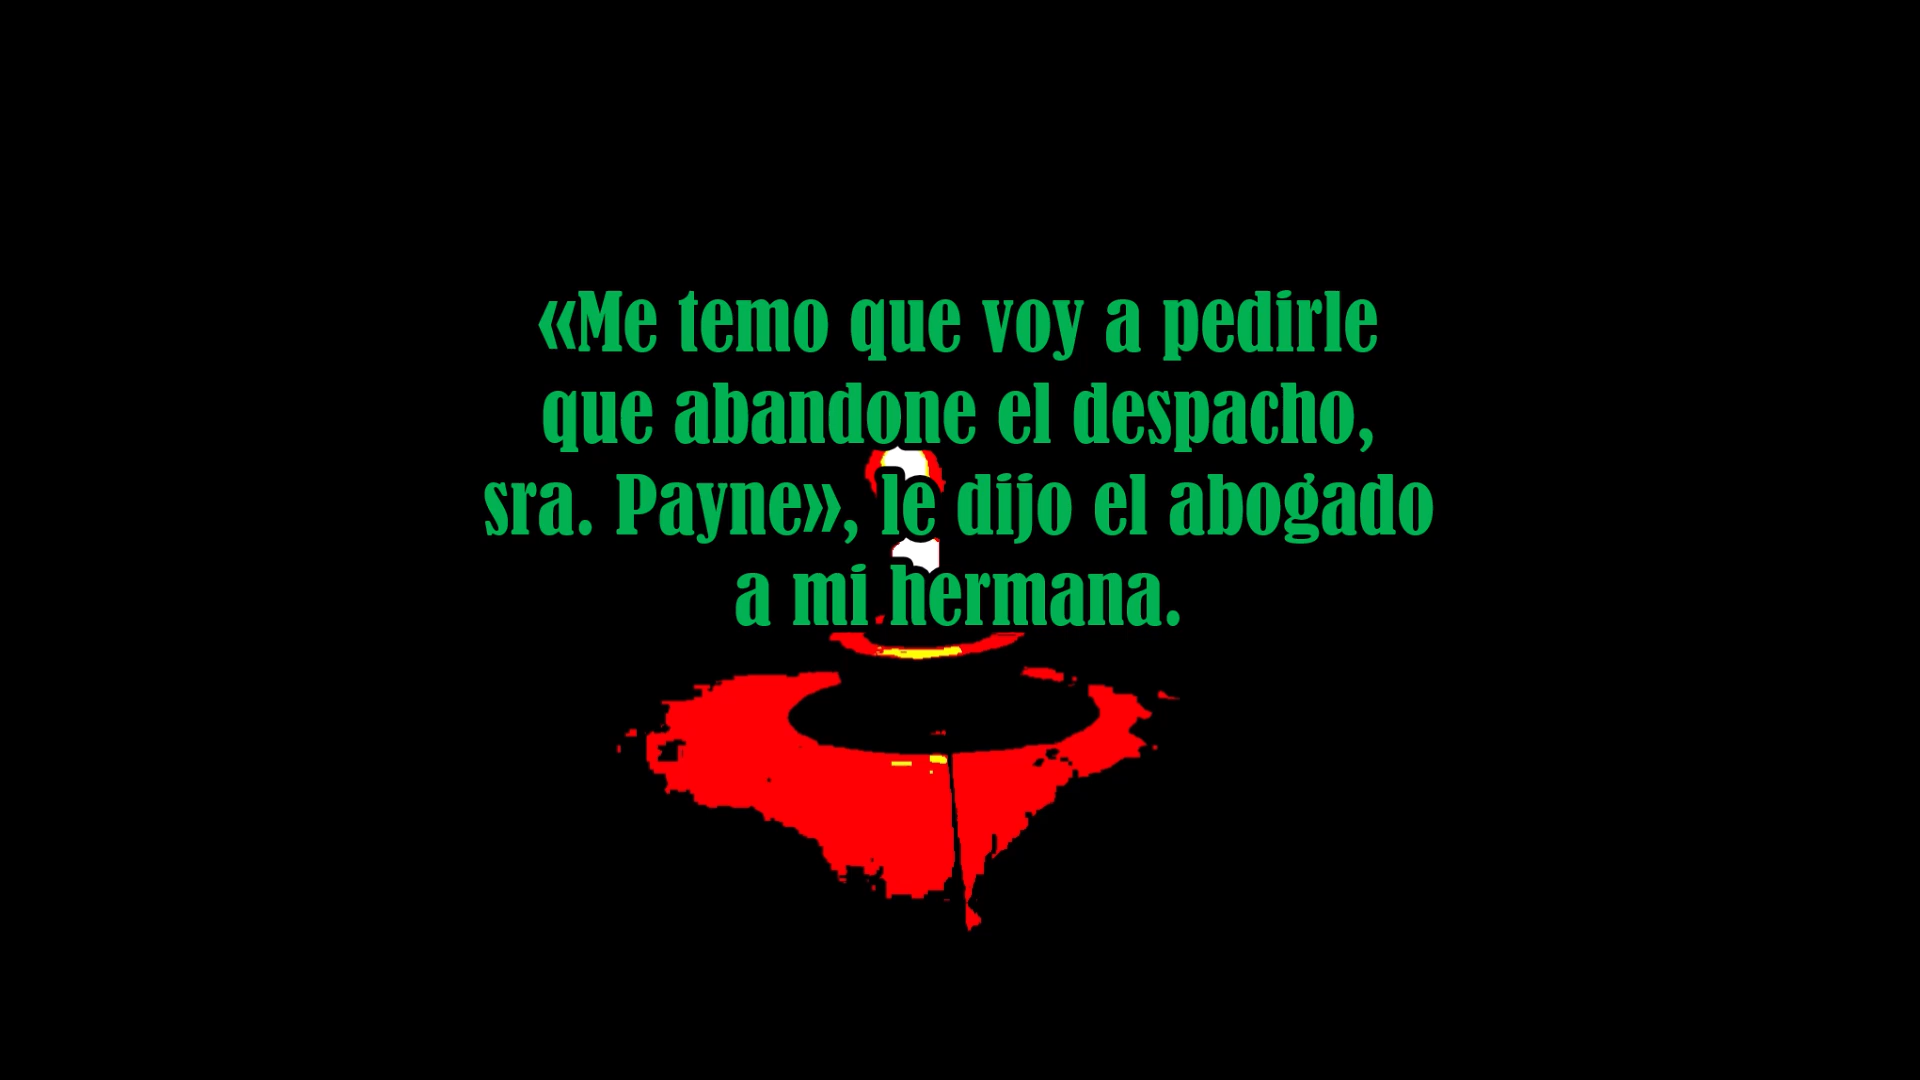 «Me temo que voy a pedirle
que abandone el despacho,
sra. Payne», le dijo el abogado
a mi hermana.